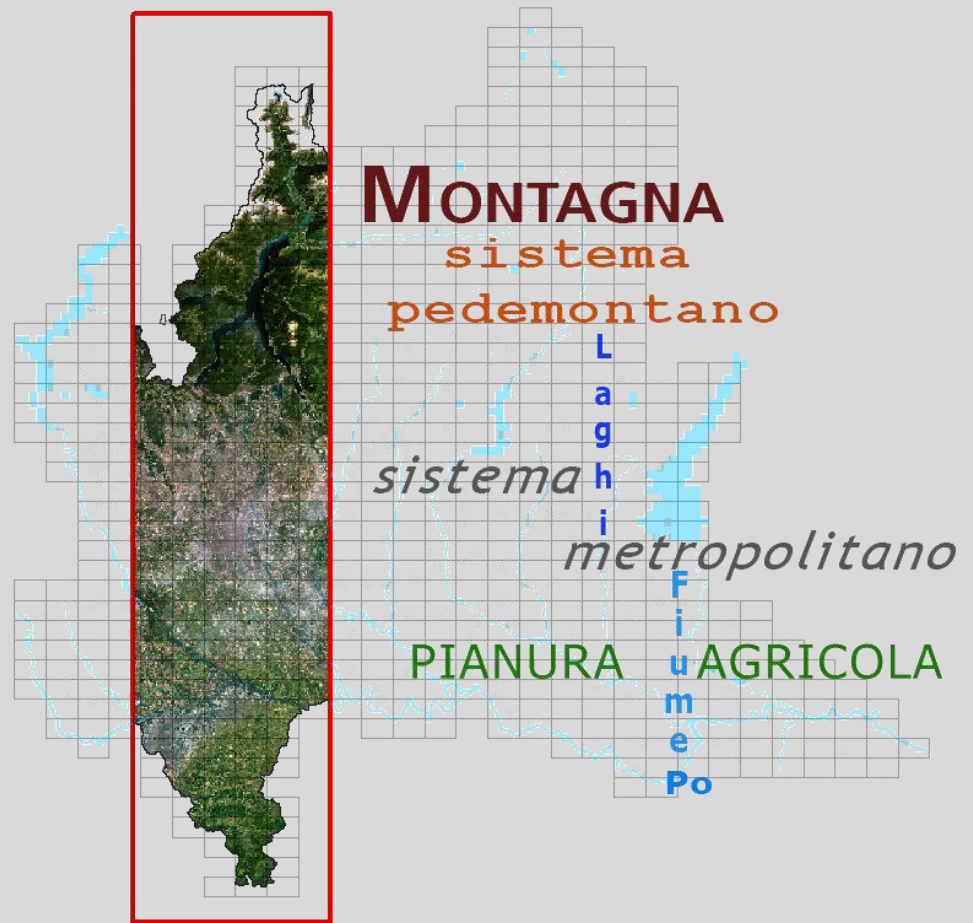 MONTAGNA
sistema
pedemontano
Laghi
sistema
metropolitano
Fiume Po
PIANURA AGRICOLA